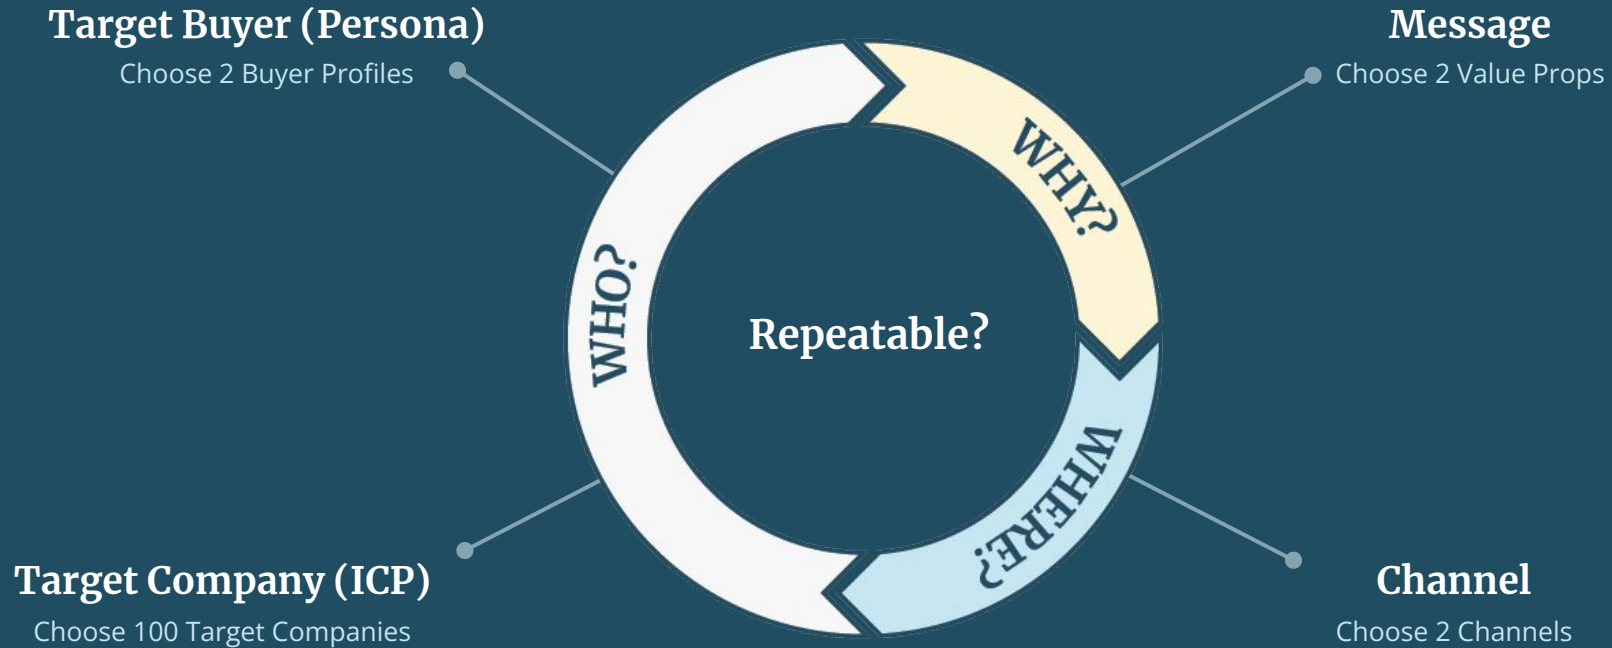 Target Buyer (Persona)
Choose 2 Buyer Profiles
Message
Choose 2 Value Props
WHY?
WHO?
Repeatable?
WHERE?
Target Company (ICP)
Choose 100 Target Companies
Channel
Choose 2 Channels